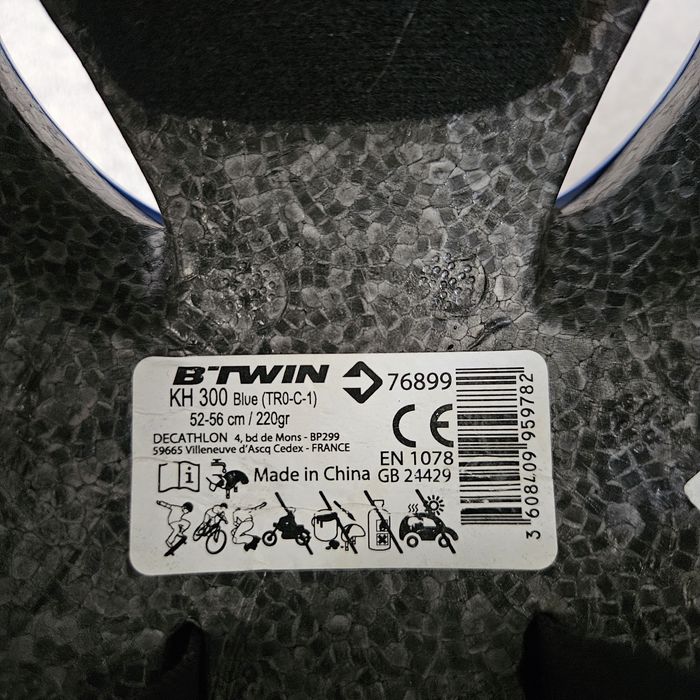 B'TWIN 76899
KH 300 Blue (TR0-C-1)
52-56 cm / 220gr
DECATHLON 4, bd de Mons - BP299
59665 Villeneuve d'Ascq Cedex - FRANCE
CE
EN 1078
Made in China GB 24429
3 608409 959782